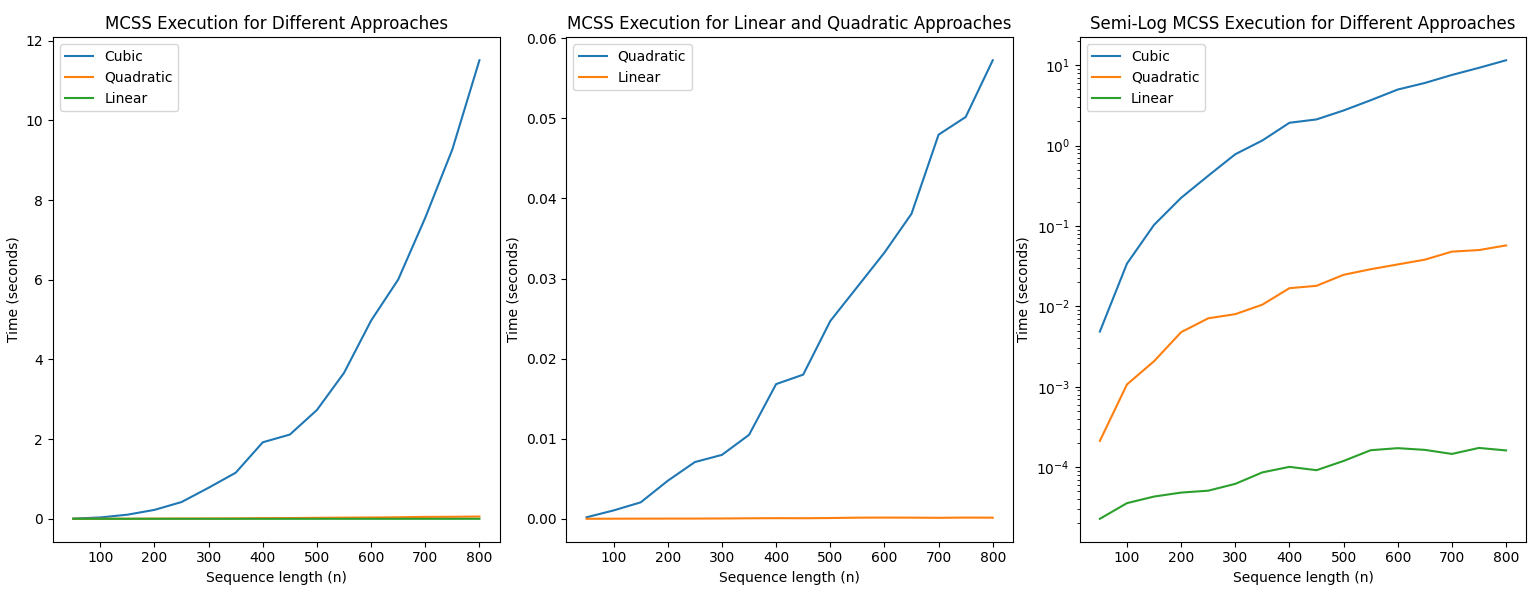 MCSS Execution for Different Approaches
Cubic
Quadratic
Linear
12
10
8
6
4
2
0
Time (seconds)
100 200 300 400 500 600 700 800
Sequence length (n)
MCSS Execution for Linear and Quadratic Approaches
Quadratic
Linear
0.06
0.05
0.04
0.03
0.02
0.01
0.00
Time (seconds)
100 200 300 400 500 600 700 800
Sequence length (n)
Semi-Log MCSS Execution for Different Approaches
Cubic
Quadratic
Linear
10¹
10⁰
10⁻¹
10⁻²
10⁻³
10⁻⁴
Time (seconds)
100 200 300 400 500 600 700 800
Sequence length (n)